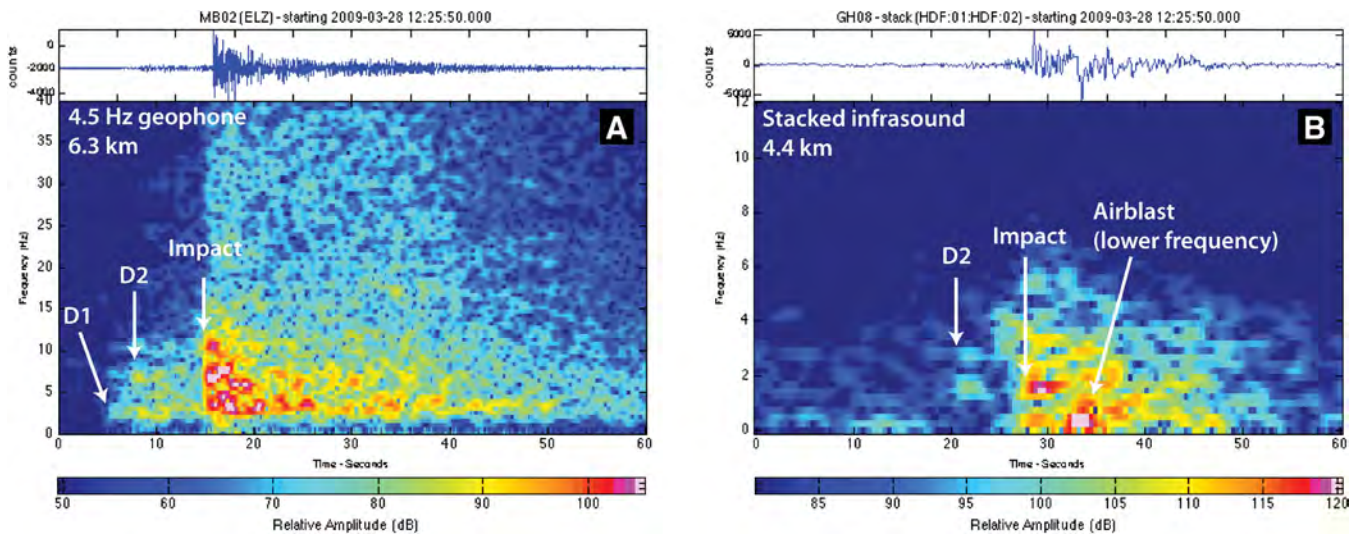 MB02 (ELZ) - starting 2009-03-28 12:25:50.000
counts
0
-2000
-4000
4.5 Hz geophone
6.3 km
A
Impact
D2
D1
Frequency (Hz)
40
35
30
25
20
15
10
5
0
0 10 20 30 40 50 60
Time - Seconds
50 60 70 80 90 100
Relative Amplitude (dB)
GH08 - stack (HDF:01:HDF:02) - starting 2009-03-28 12:25:50.000
counts
5000
0
-5000
Stacked infrasound
4.4 km
B
Airblast
(lower frequency)
Impact
D2
Frequency (Hz)
12
10
8
6
4
2
0
0 10 20 30 40 50 60
Time - Seconds
85 90 95 100 105 110 115 120
Relative Amplitude (dB)